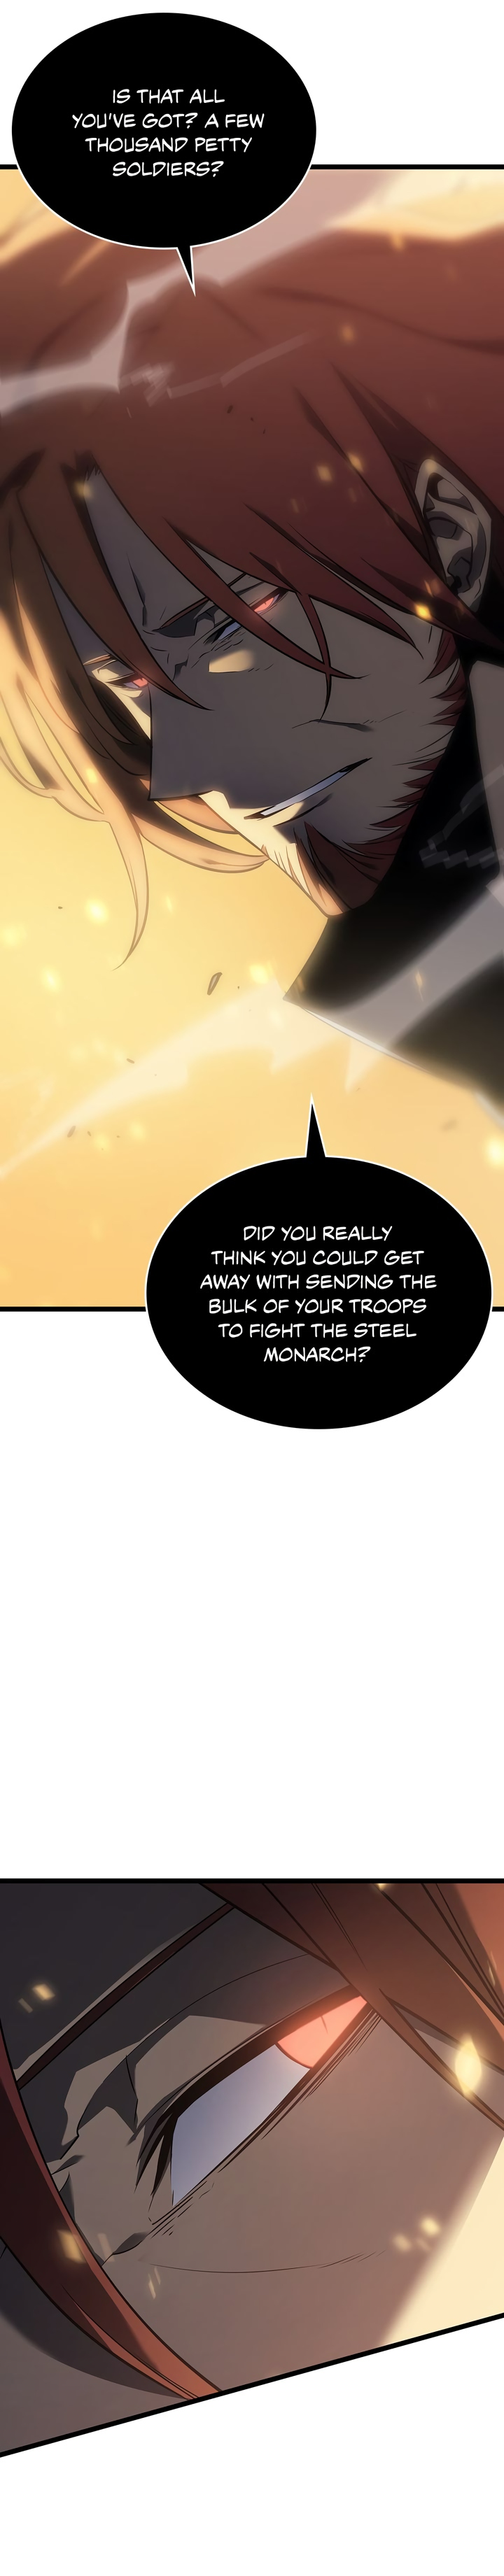 IS THAT ALL
YOU'VE GOT? A FEW
THOUSAND PETTY
SOLDIERS?
DID YOU REALLY
THINK YOU COULD GET
AWAY WITH SENDING THE
BULK OF YOUR TROOPS
TO FIGHT THE STEEL
MONARCH?